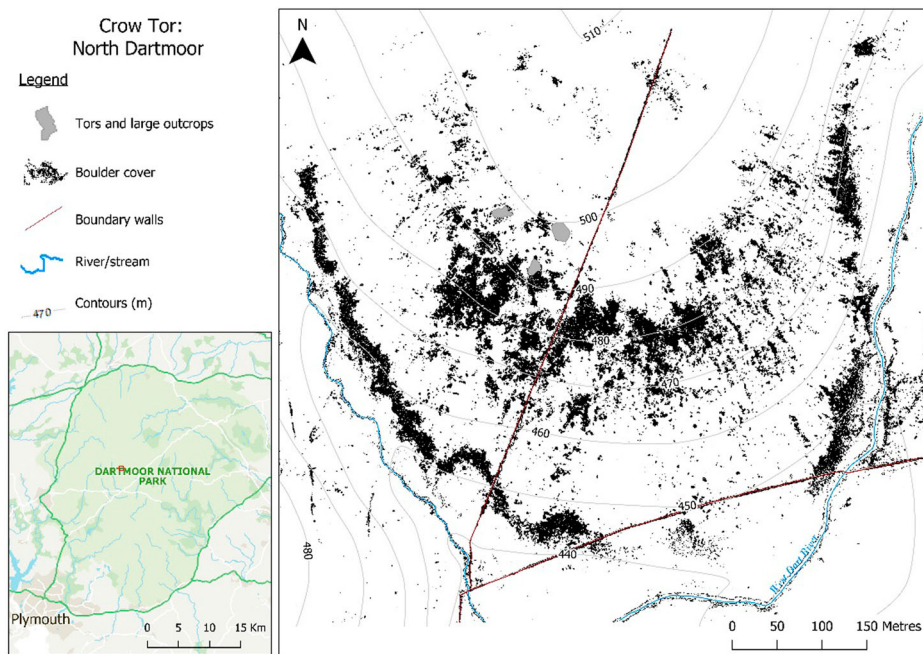 Crow Tor:
North Dartmoor
Legend
Tors and large outcrops
Boulder cover
Boundary walls
River/stream
470
Contours (m)
DARTMOOR NATIONAL
PARK
Plymouth
0 5 10 15 Km
N
510
500
490
480
470
460
450
440
480
River Dart River
0 50 100 150 Metres